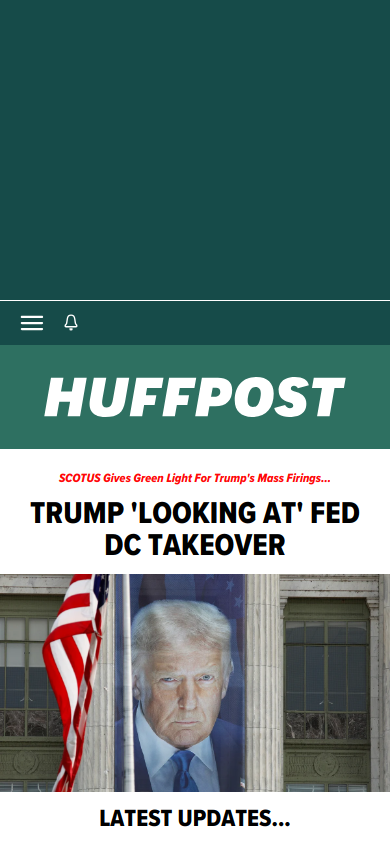 HUFFPOST
SCOTUS Gives Green Light For Trump's Mass Firings...
TRUMP 'LOOKING AT' FED
DC TAKEOVER
LATEST UPDATES...